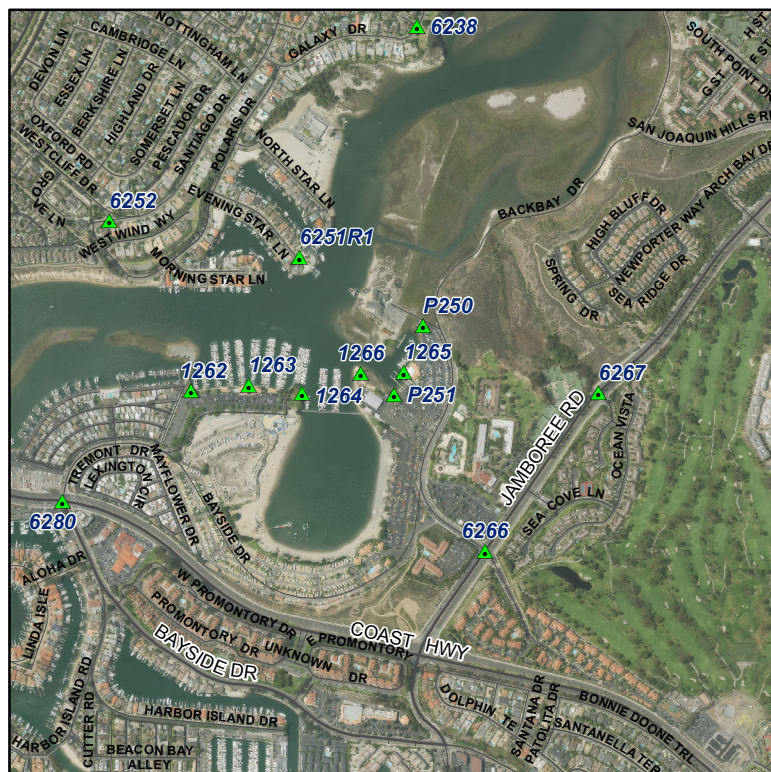 NOTTINGHAM LN
GALAXY DR
6238
DEVON LN
ESSEX LN
CAMBRIDGE LN
BERKSHIRE LN
HIGHLAND DR
SOMERSET LN
PESCADOR DR
SANTIAGO DR
POLARIS DR
SOUTH POINT DR
H ST
F ST
G ST
SAN JOAQUIN HILLS R
OXFORD RD
WESTCLIFF DR
GROVE LN
NORTH STAR LN
6252
EVENING STAR LN
WEST WIND WY
6251R1
MORNING STAR LN
BACKBAY DR
HIGH BLUFF DR
NEWPORTER WAY
ARCH BAY DR
SEA RIDGE DR
SPRING DR
P250
1262
1263
1264
1266
1265
P251
6267
JAMBOREE RD
OCEAN VISTA
SEA COVE LN
TREMONT DR
LEXINGTON CIR
MAYFLOWER DR
BAYSIDE DR
6280
6266
ALOHA DR
LINDA ISLE
W PROMONTORY DR
E PROMONTORY
PROMONTORY DR
UNKNOWN DR
COAST HWY
BAYSIDE DR
BONNIE DOONE TRL
DOLPHIN TE
SANTANA DR
PATOLITA DR
SANTANELLA TER
HARBOR ISLAND RD
CUTTER RD
HARBOR ISLAND DR
BEACON BAY
ALLEY